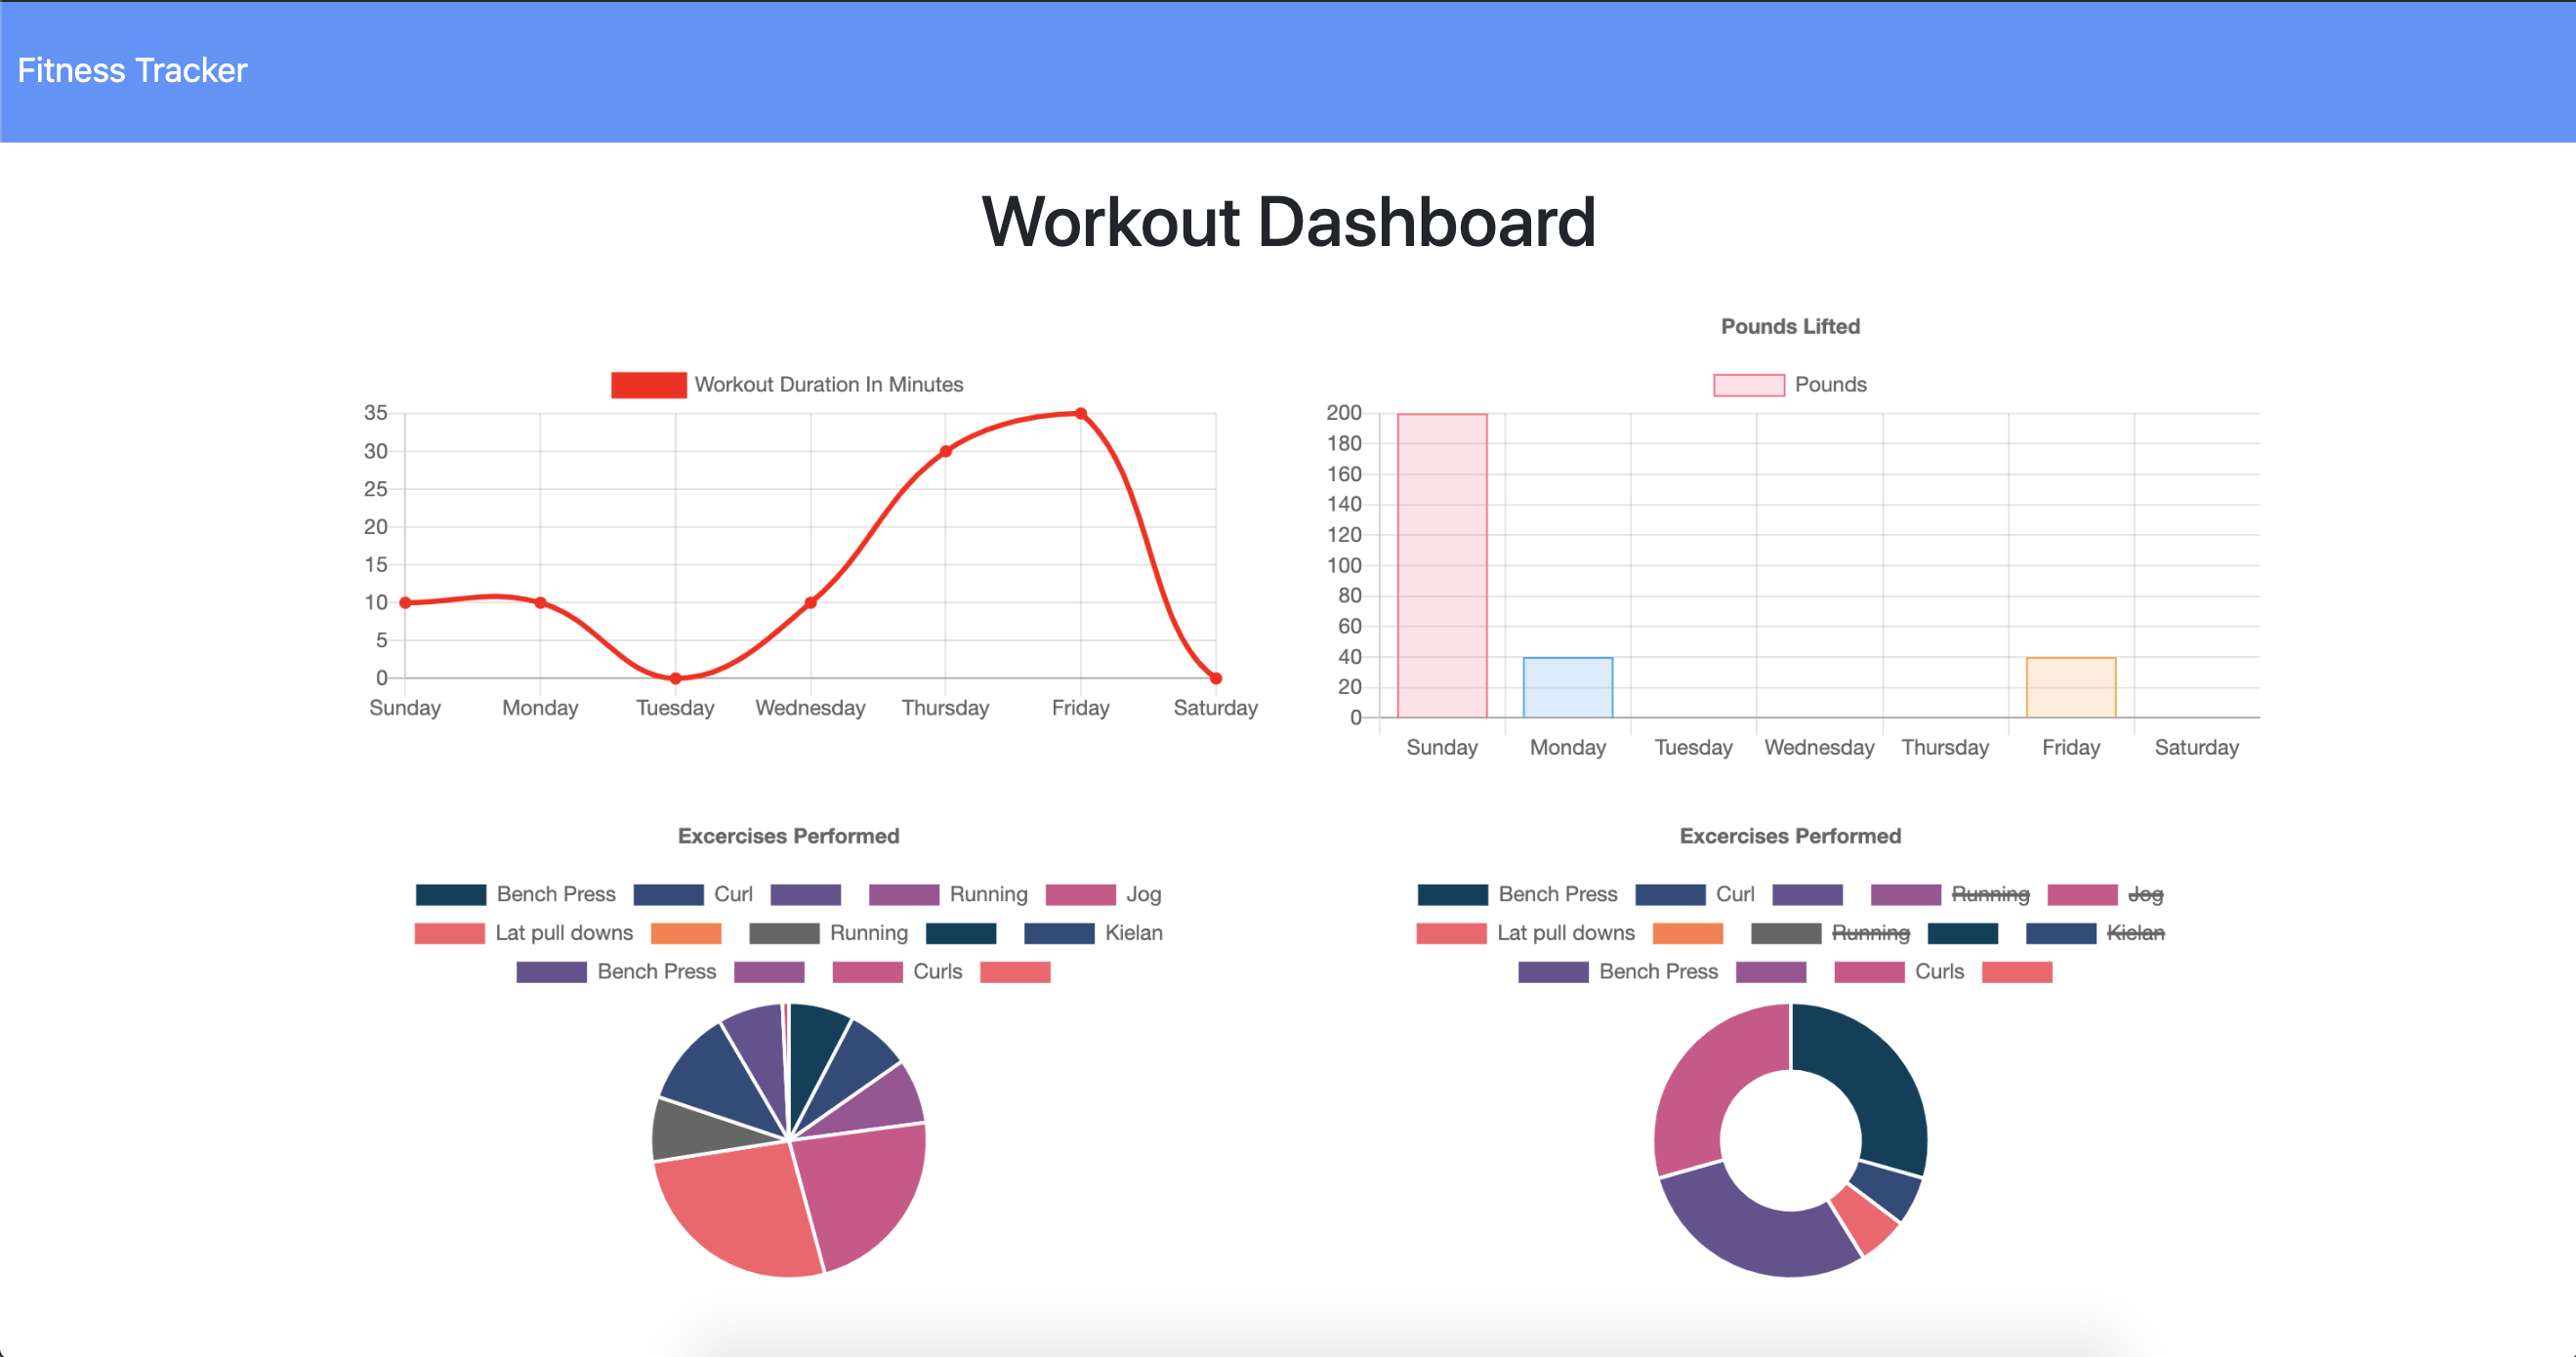 Fitness Tracker
Workout Dashboard
Workout Duration In Minutes
35
30
25
20
15
10
5
0
Sunday Monday Tuesday Wednesday Thursday Friday Saturday
Pounds Lifted
Pounds
200
180
160
140
120
100
80
60
40
20
0
Sunday Monday Tuesday Wednesday Thursday Friday Saturday
Excercises Performed
Bench Press Curl Running Jog
Lat pull downs Running Kielan
Bench Press Curls
Excercises Performed
Bench Press Curl Running Jog
Lat pull downs Running Kielan
Bench Press Curls